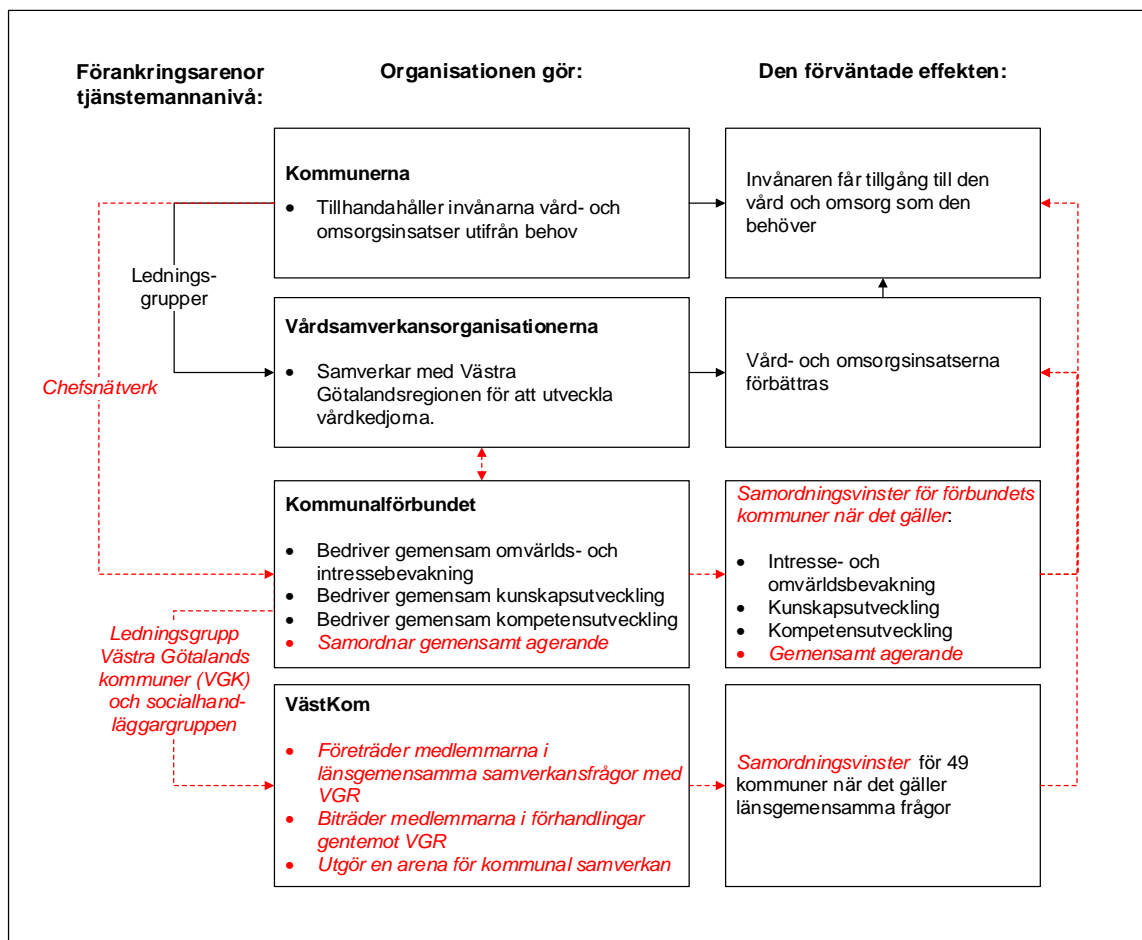 Förankringsarenor
tjänstemannanivå:
Organisationen gör:
Den förväntade effekten:
Kommunerna
• Tillhandahåller invånarna vård- och
omsorgsinsatser utifrån behov
Invånaren får tillgång till den
vård och omsorg som den
behöver
Lednings-
grupper
Vårdsamverkansorganisationerna
• Samverkar med Västra
Götalandsregionen för att utveckla
vårdkedjorna.
Vård- och omsorgsinsatserna
förbättras
Chefsnätverk
Kommunalförbundet
• Bedriver gemensam omvärlds- och
intressebevakning
• Bedriver gemensam kunskapsutveckling
• Bedriver gemensam kompetensutveckling
• Samordnar gemensamt agerande
Samordningsvinster för förbundets
kommuner när det gäller:
• Intresse- och
omvärldsbevakning
• Kunskapsutveckling
• Kompetensutveckling
• Gemensamt agerande
Ledningsgrupp
Västra Götalands
kommuner (VGK)
och socialhand-
läggargruppen
VästKom
• Företräder medlemmarna i
länsgemensamma samverkansfrågor med
VGR
• Biträder medlemmarna i förhandlingar
gentemot VGR
• Utgör en arena för kommunal samverkan
Samordningsvinster för 49
kommuner när det gäller
länsgemensamma frågor